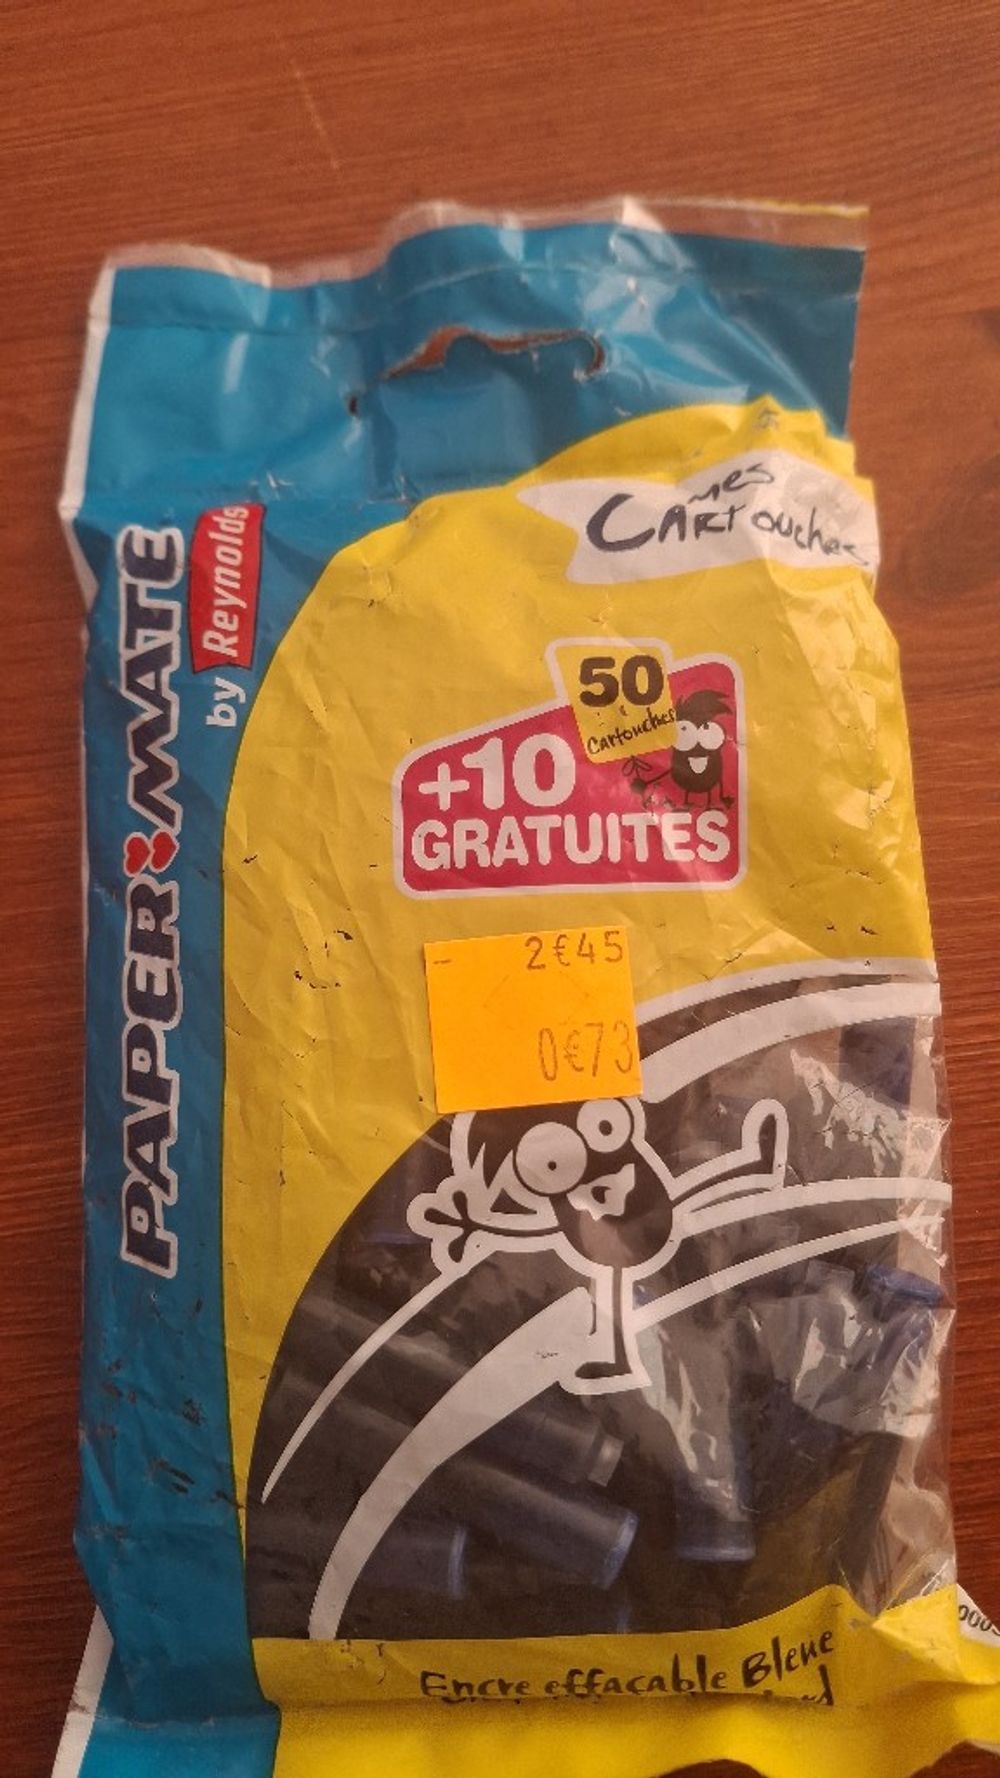 mes
Cartouches
PAPER MATE
by Reynolds
50
Cartouches
+10
GRATUITES
- 2€45
0€73
Encre effaçable Bleue